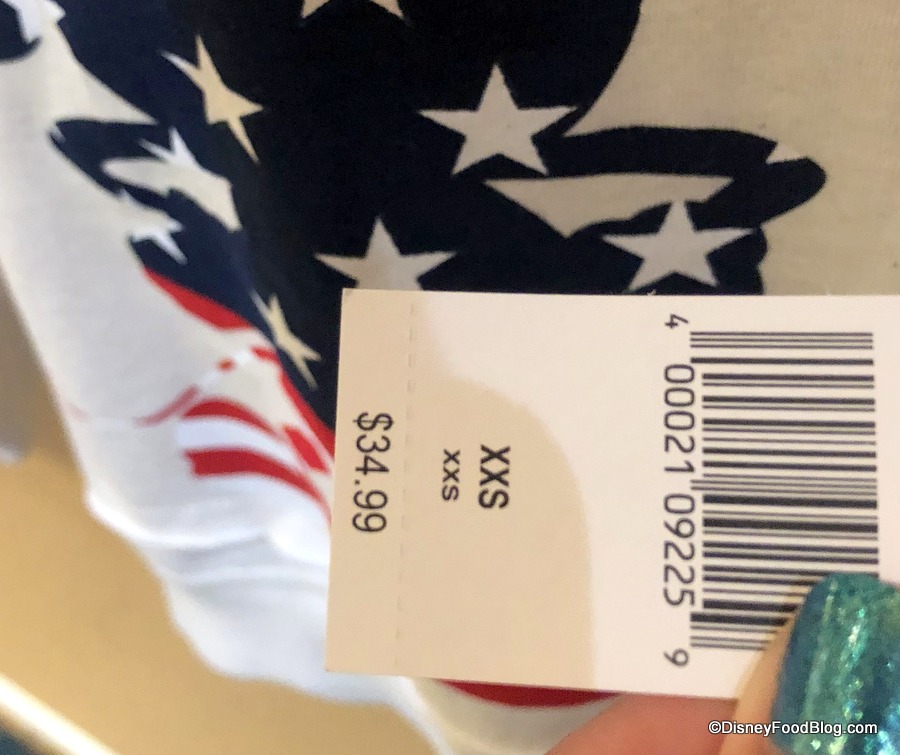 $34.99
XXS
XXS
4 00021 09225 9
©DisneyFoodBlog.com